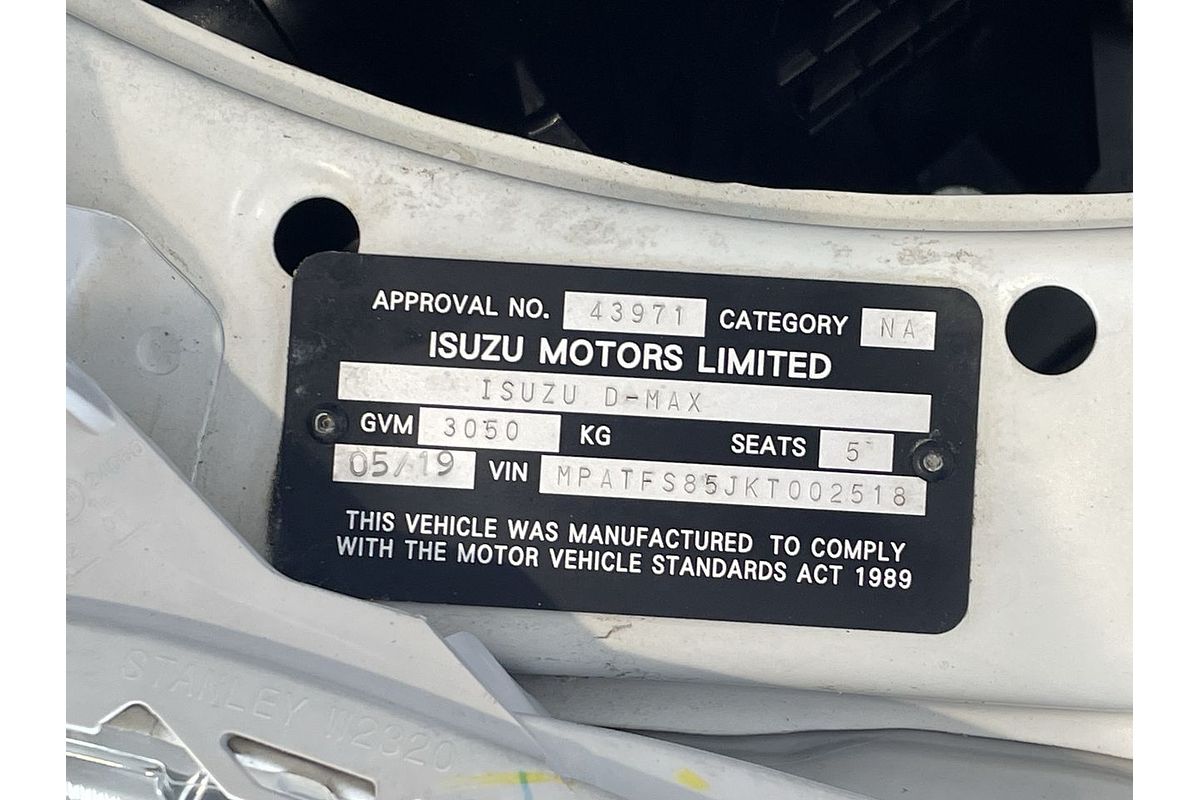 APPROVAL NO. 43971 CATEGORY NA
ISUZU MOTORS LIMITED
ISUZU D-MAX
GVM 3050 KG SEATS 5
05/19 VIN MPATFS85JKT002518
THIS VEHICLE WAS MANUFACTURED TO COMPLY
WITH THE MOTOR VEHICLE STANDARDS ACT 1989
STANLEY W2320